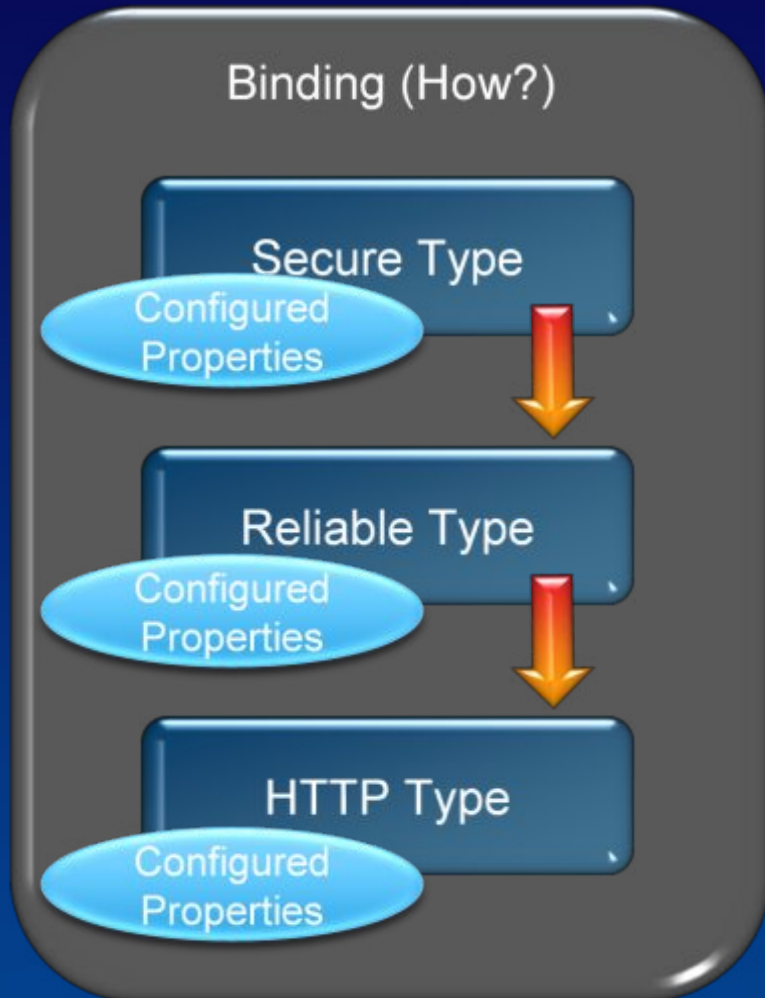 Binding (How?)
Secure Type
Configured
Properties
Reliable Type
Configured
Properties
HTTP Type
Configured
Properties